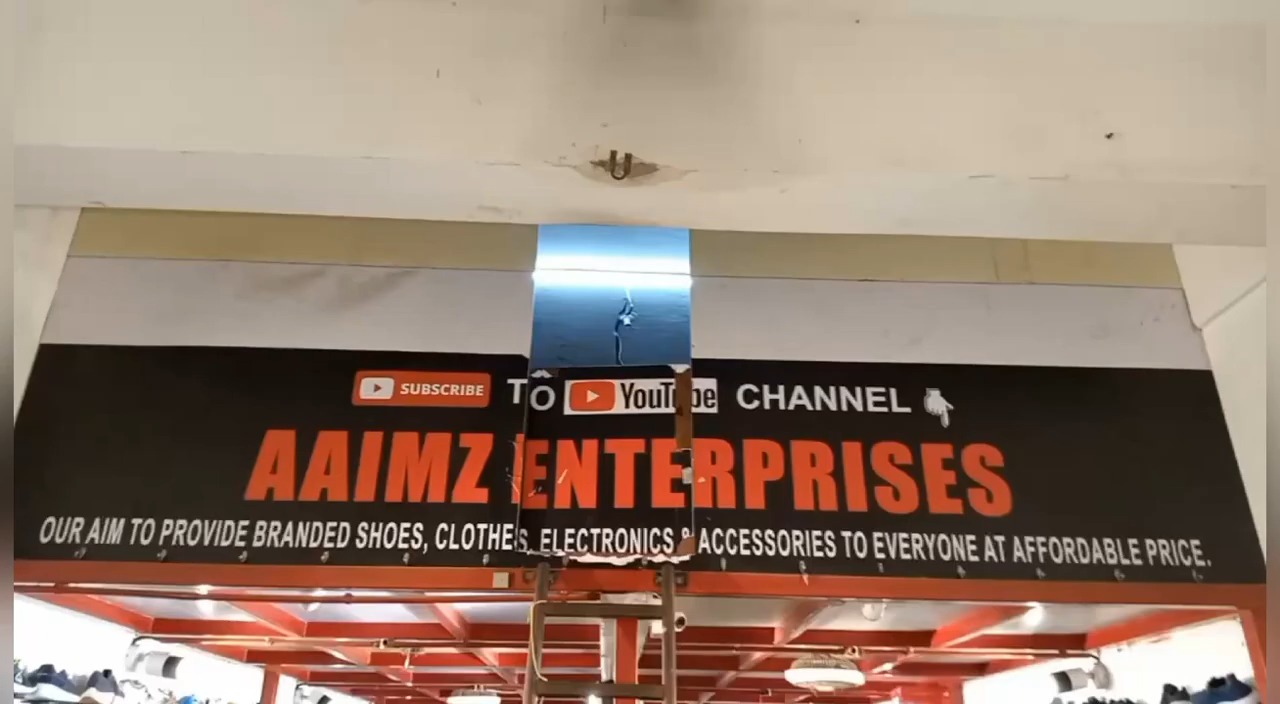 SUBSCRIBE TO YouTube CHANNEL
AAIMZ ENTERPRISES
OUR AIM TO PROVIDE BRANDED SHOES, CLOTHES, ELECTRONICS & ACCESSORIES TO EVERYONE AT AFFORDABLE PRICE.